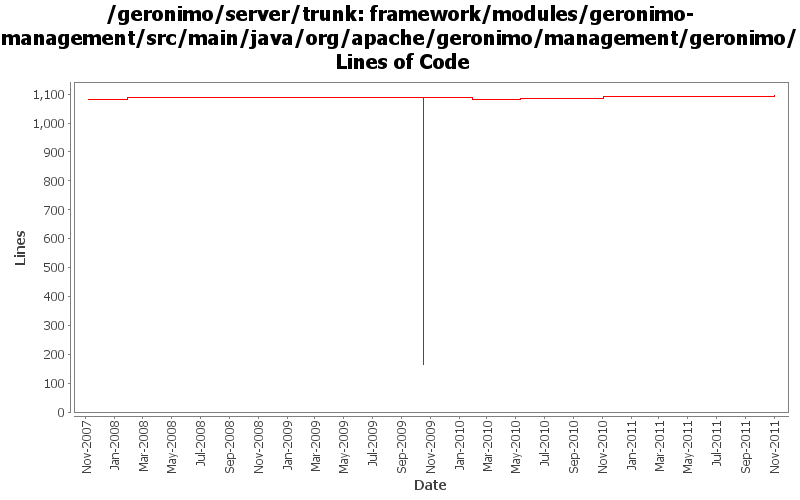 /geronimo/server/trunk: framework/modules/geronimo-
management/src/main/java/org/apache/geronimo/management/geronimo/
Lines of Code
1,100
1,000
900
800
700
600
500
400
300
200
100
0
Lines
Nov-2007
Jan-2008
Mar-2008
May-2008
Jul-2008
Sep-2008
Nov-2008
Jan-2009
Mar-2009
May-2009
Jul-2009
Sep-2009
Nov-2009
Jan-2010
Mar-2010
May-2010
Jul-2010
Sep-2010
Nov-2010
Jan-2011
Mar-2011
May-2011
Jul-2011
Sep-2011
Nov-2011
Date